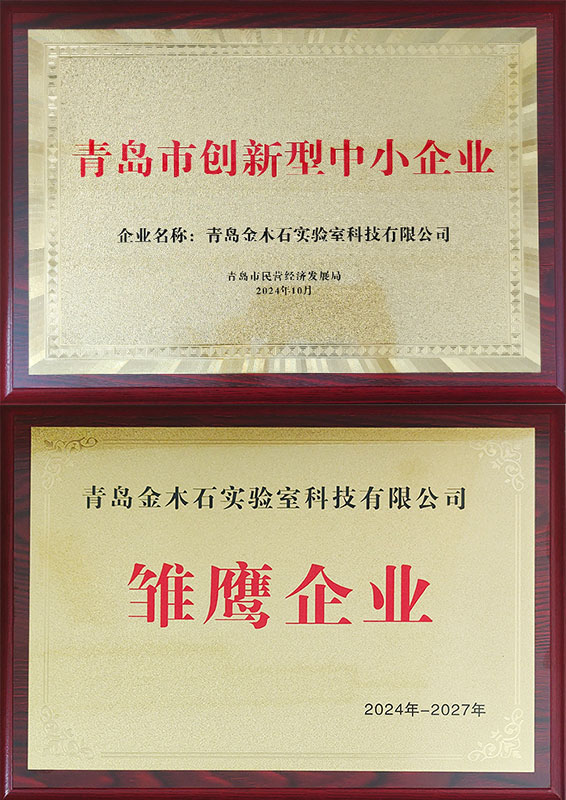 青岛市创新型中小企业
企业名称：青岛金木石实验室科技有限公司
青岛市民营经济发展局
2024年10月
青岛金木石实验室科技有限公司
雏鹰企业
2024年-2027年